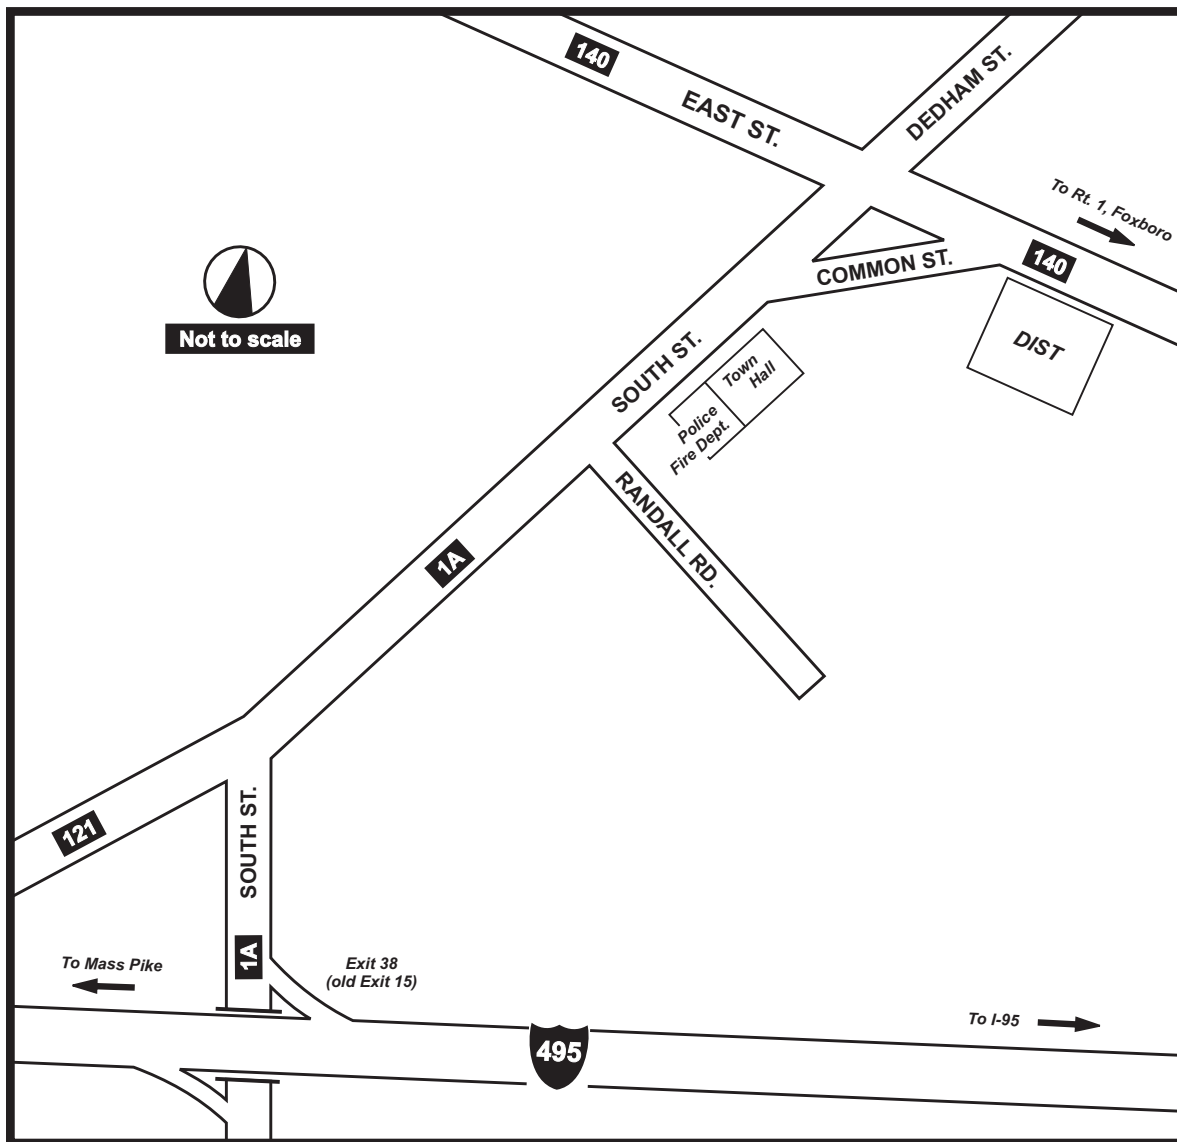 140
EAST ST.
DEDHAM ST.
To Rt. 1, Foxboro
140
COMMON ST.
Not to scale
DIST
SOUTH ST.
Town
Hall
Police
Fire Dept.
RANDALL RD.
1A
121
SOUTH ST.
1A
To Mass Pike
Exit 38
(old Exit 15)
To I-95
495